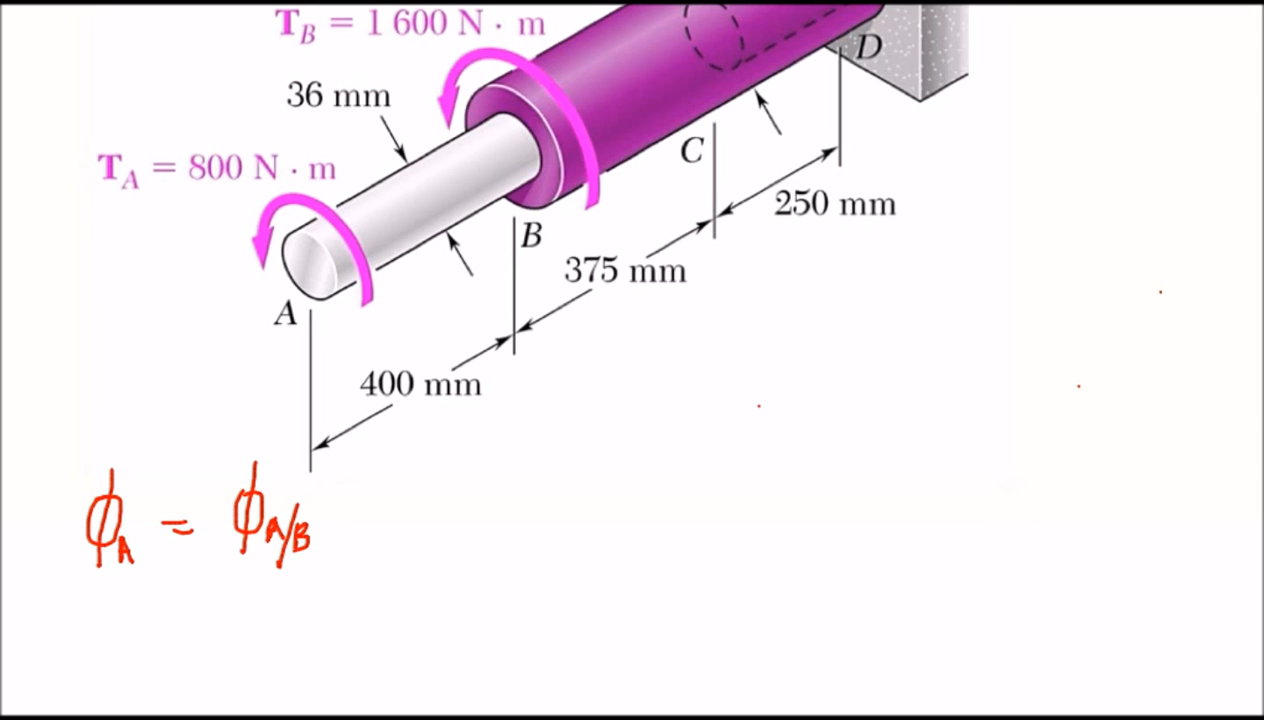 T_B = 1 600 N · m
D
36 mm
C
T_A = 800 N · m
250 mm
B
375 mm
A
400 mm
ϕ_A = ϕ_A/B